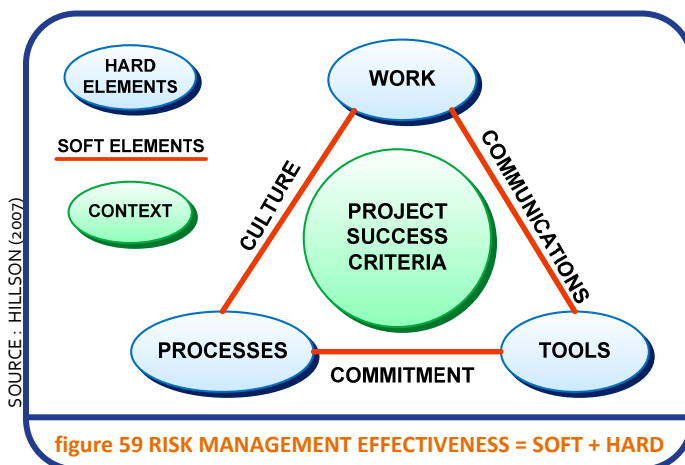 HARD
ELEMENTS
WORK
SOFT ELEMENTS
CONTEXT
CULTURE
COMMUNICATIONS
PROJECT
SUCCESS
CRITERIA
PROCESSES
TOOLS
COMMITMENT
SOURCE : HILLSON (2007)
figure 59 RISK MANAGEMENT EFFECTIVENESS = SOFT + HARD